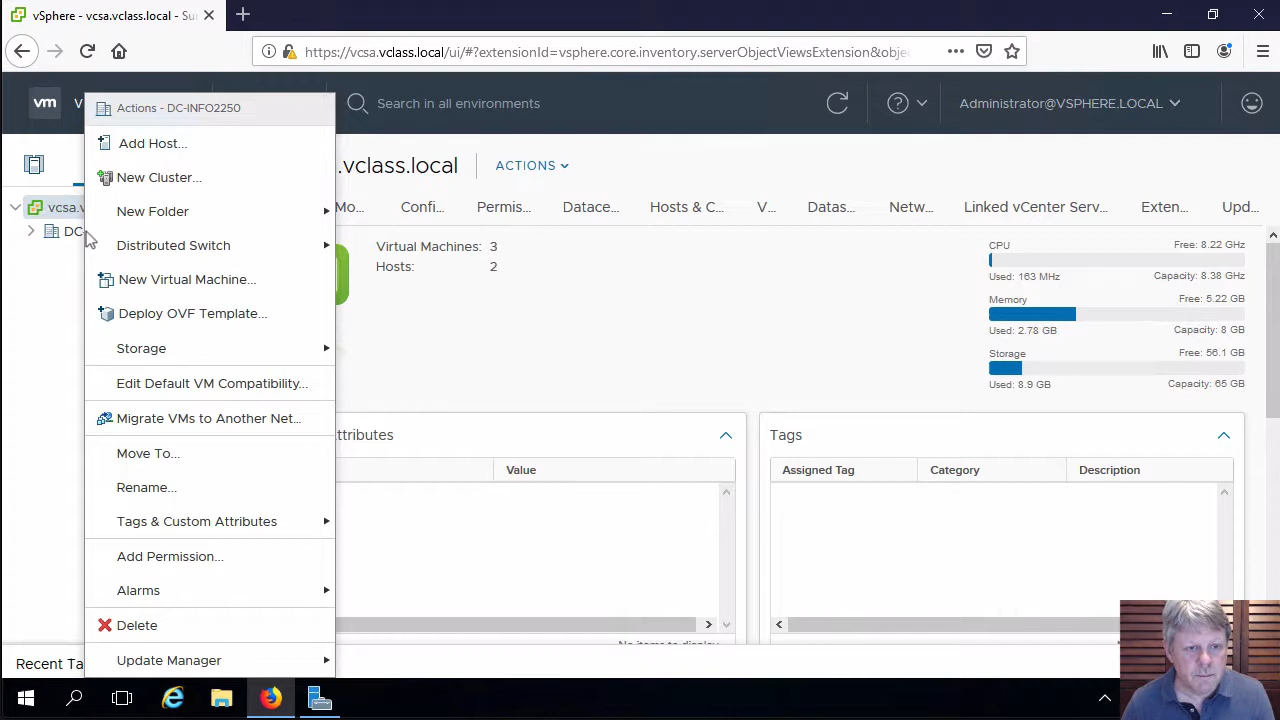 vSphere - vcsa.vclass.local - Su
https://vcsa.vclass.local/ui/#?extensionId=vsphere.core.inventory.serverObjectViewsExtension&obje
vm
Search in all environments
Administrator@VSPHERE.LOCAL
Actions - DC-INFO2250
Add Host...
New Cluster...
New Folder
Distributed Switch
New Virtual Machine...
Deploy OVF Template...
Storage
Edit Default VM Compatibility...
Migrate VMs to Another Net...
Move To...
Rename...
Tags & Custom Attributes
Add Permission...
Alarms
Delete
Update Manager
vcsa.v
DC
.vclass.local
ACTIONS
Mo... Confi... Permis... Datace... Hosts & C... V... Datas... Netw... Linked vCenter Serv... Exten... Upd...
Virtual Machines: 3
Hosts: 2
CPU Free: 8.22 GHz
Used: 163 MHz Capacity: 8.38 GHz
Memory Free: 5.22 GB
Used: 2.78 GB Capacity: 8 GB
Storage Free: 56.1 GB
Used: 8.9 GB Capacity: 65 GB
ttributes
Value
Tags
Assigned Tag Category Description
Recent Ta